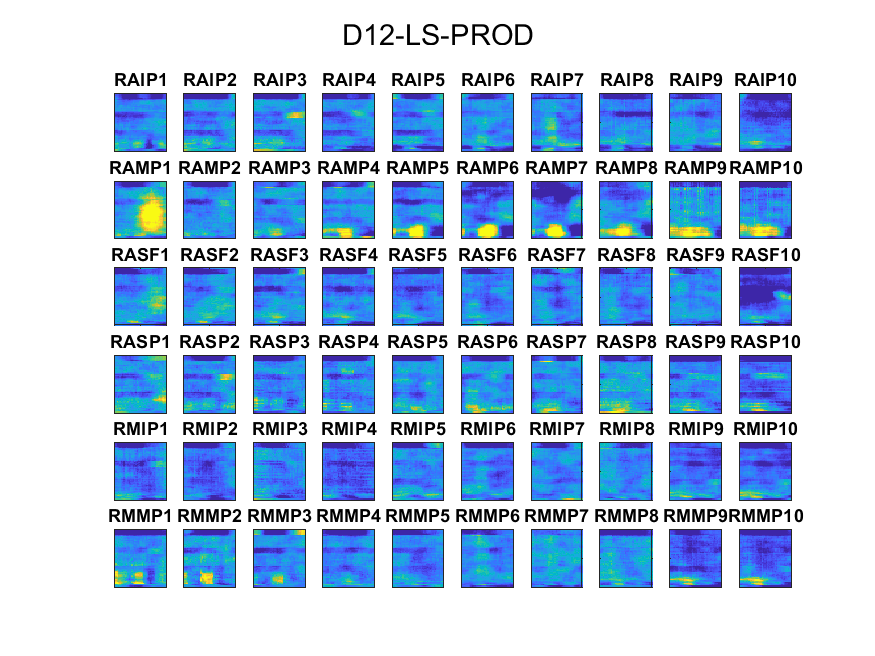 D12-LS-PROD
RAIP1 RAIP2 RAIP3 RAIP4 RAIP5 RAIP6 RAIP7 RAIP8 RAIP9 RAIP10
RAMP1 RAMP2 RAMP3 RAMP4 RAMP5 RAMP6 RAMP7 RAMP8 RAMP9 RAMP10
RASF1 RASF2 RASF3 RASF4 RASF5 RASF6 RASF7 RASF8 RASF9 RASF10
RASP1 RASP2 RASP3 RASP4 RASP5 RASP6 RASP7 RASP8 RASP9 RASP10
RMIP1 RMIP2 RMIP3 RMIP4 RMIP5 RMIP6 RMIP7 RMIP8 RMIP9 RMIP10
RMMP1 RMMP2 RMMP3 RMMP4 RMMP5 RMMP6 RMMP7 RMMP8 RMMP9 RMMP10